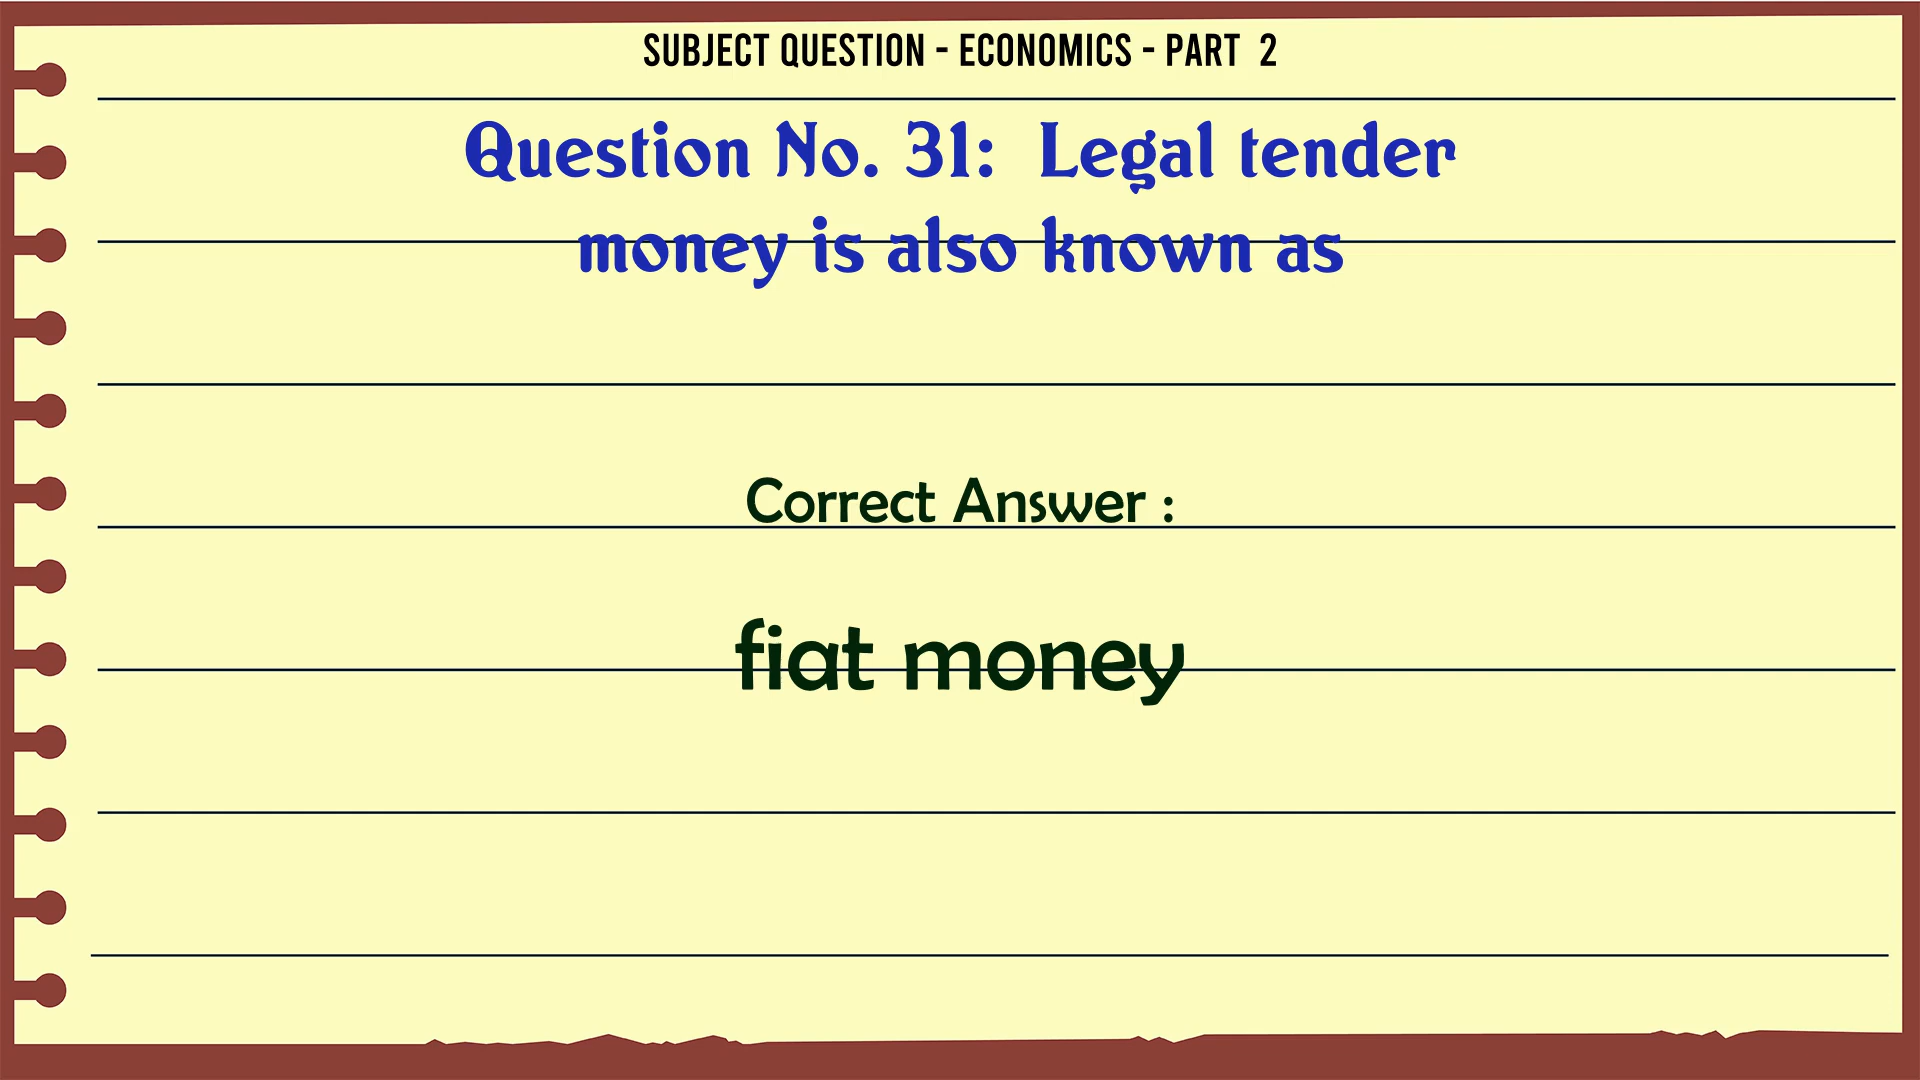 SUBJECT QUESTION - ECONOMICS - PART 2
Question No. 31: Legal tender
money is also known as
Correct Answer :
fiat money